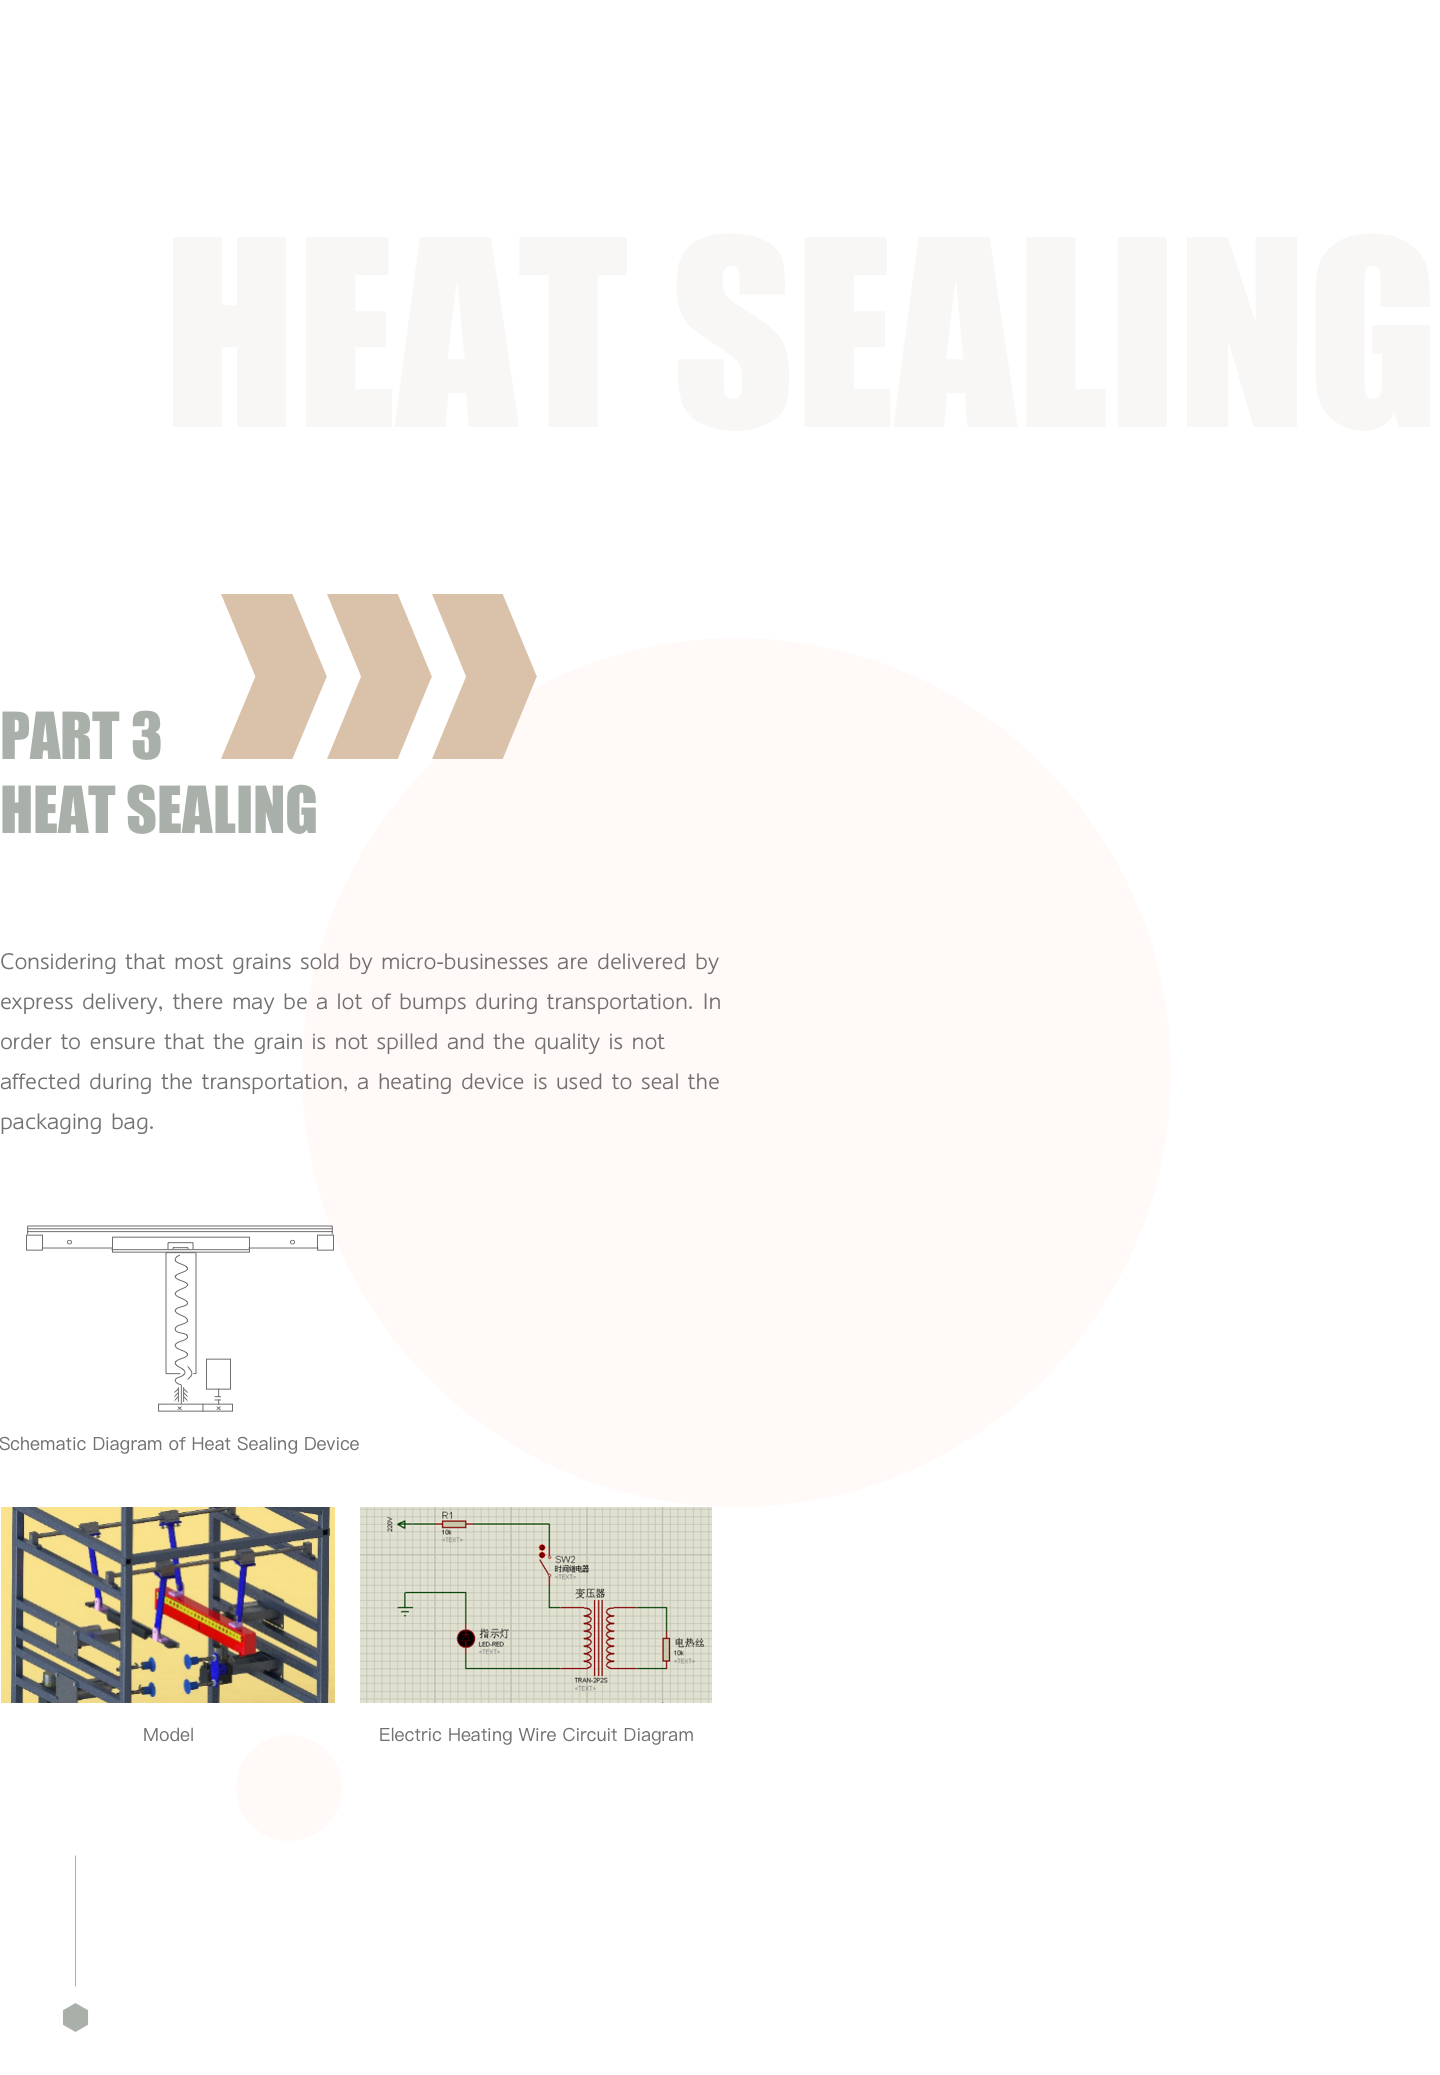 HEAT SEALING
PART 3
HEAT SEALING
Considering that most grains sold by micro-businesses are delivered by
express delivery, there may be a lot of bumps during transportation. In
order to ensure that the grain is not spilled and the quality is not
affected during the transportation, a heating device is used to seal the
packaging bag.
Schematic Diagram of Heat Sealing Device
220V
R1
10k
<TEXT>
SW2
时间继电器
<TEXT>
变压器
指示灯
LED-RED
<TEXT>
电热丝
10k
<TEXT>
TRAN-2P2S
<TEXT>
Model
Electric Heating Wire Circuit Diagram